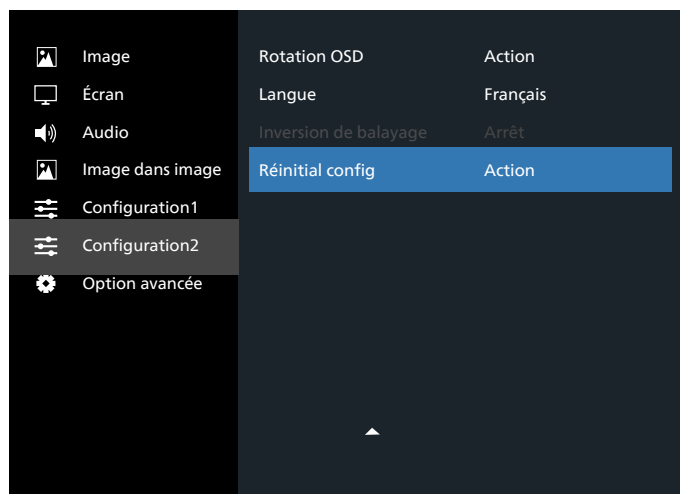 Image
Écran
Audio
Image dans image
Configuration1
Configuration2
Option avancée
Rotation OSD Action
Langue Français
Inversion de balayage Arrêt
Réinitial config Action